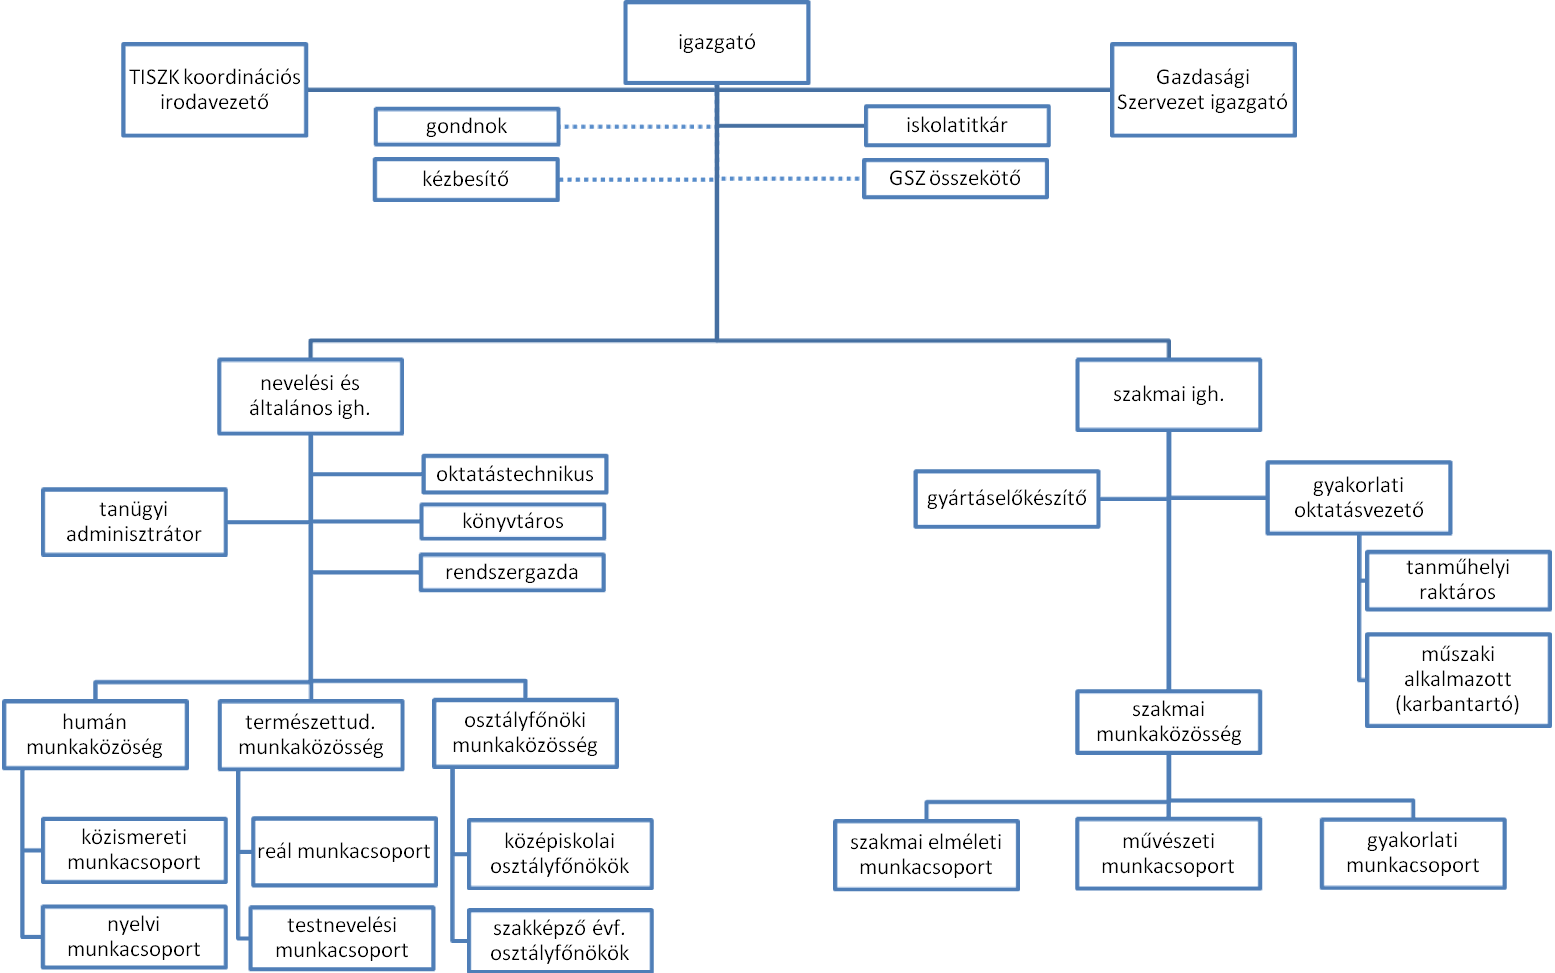 igazgató
TISZK koordinációs
irodavezető
Gazdasági
Szervezet igazgató
gondnok
iskolatitkár
kézbesítő
GSZ összekötő
nevelési és
általános igh.
szakmai igh.
oktatástechnikus
tanügyi
adminisztrátor
könyvtáros
rendszergazda
gyártáselőkészítő
gyakorlati
oktatásvezető
tanműhelyi
raktáros
műszaki
alkalmazott
(karbantartó)
humán
munkaközöség
természettud.
munkaközösség
osztályfőnöki
munkaközösség
szakmai
munkaközösség
közismereti
munkacsoport
reál munkacsoport
középiskolai
osztályfőnökök
szakmai elméleti
munkacsoport
művészeti
munkacsoport
gyakorlati
munkacsoport
nyelvi
munkacsoport
testnevelési
munkacsoport
szakképző évf.
osztályfőnökök